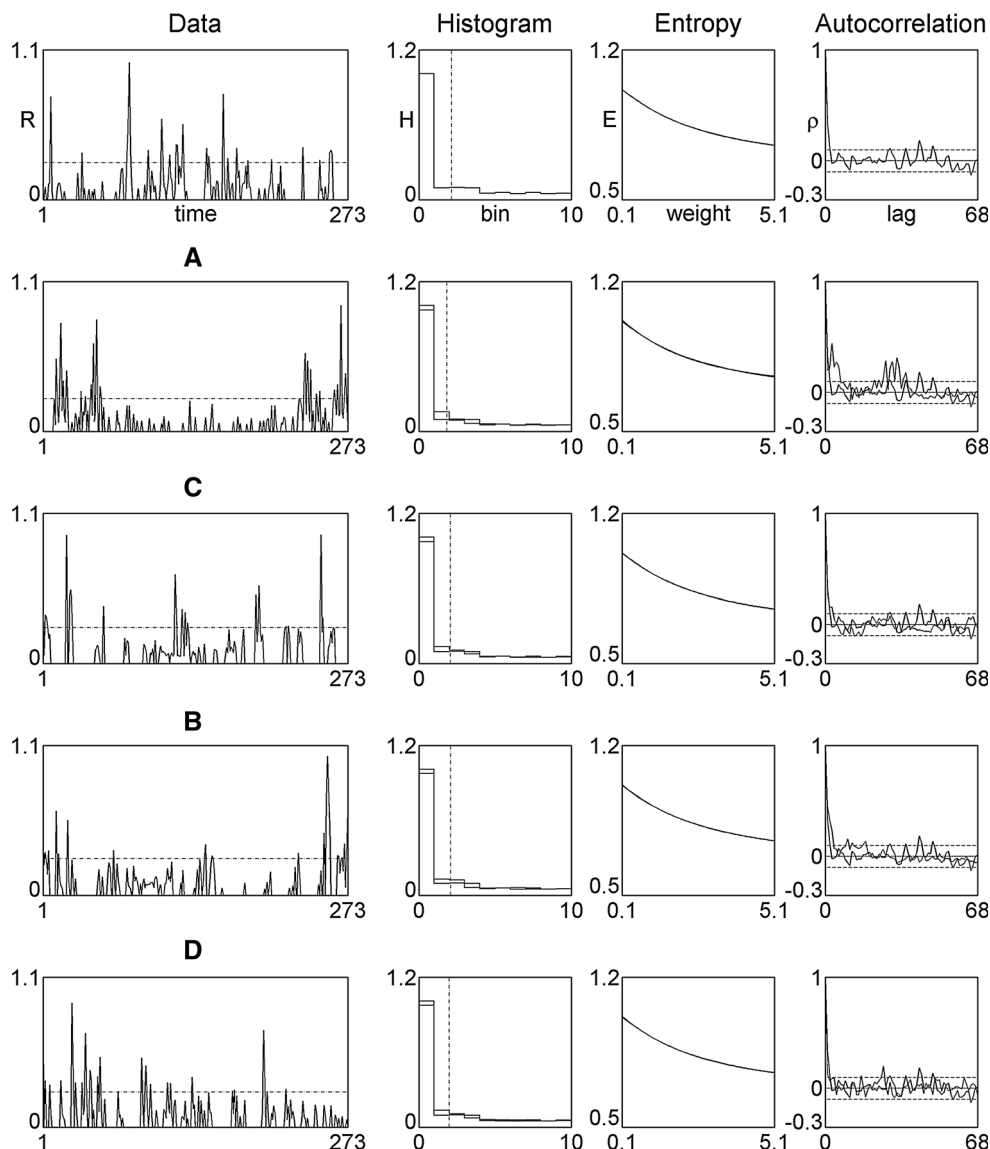 Data Histogram Entropy Autocorrelation
1.1 1.2 1.2 1
R H E ρ
0
0 0 0.5 -0.3
1 time 273 0 bin 10 0.1 weight 5.1 0 lag 68
A
1.1 1.2 1.2 1
0
0 0 0.5 -0.3
1 273 0 10 0.1 5.1 0 68
C
1.1 1.2 1.2 1
0
0 0 0.5 -0.3
1 273 0 10 0.1 5.1 0 68
B
1.1 1.2 1.2 1
0
0 0 0.5 -0.3
1 273 0 10 0.1 5.1 0 68
D
1.1 1.2 1.2 1
0
0 0 0.5 -0.3
1 273 0 10 0.1 5.1 0 68